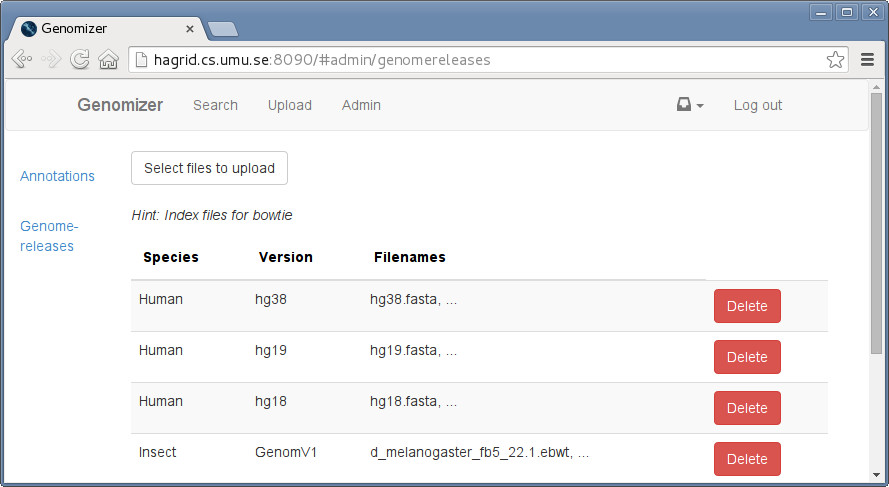 Genomizer
hagrid.cs.umu.se:8090/#admin/genomereleases
Genomizer Search Upload Admin Log out
Annotations
Genome-
releases
Select files to upload
Hint: Index files for bowtie
Species Version Filenames
Human hg38 hg38.fasta, ... Delete
Human hg19 hg19.fasta, ... Delete
Human hg18 hg18.fasta, ... Delete
Insect GenomV1 d_melanogaster_fb5_22.1.ebwt, ... Delete